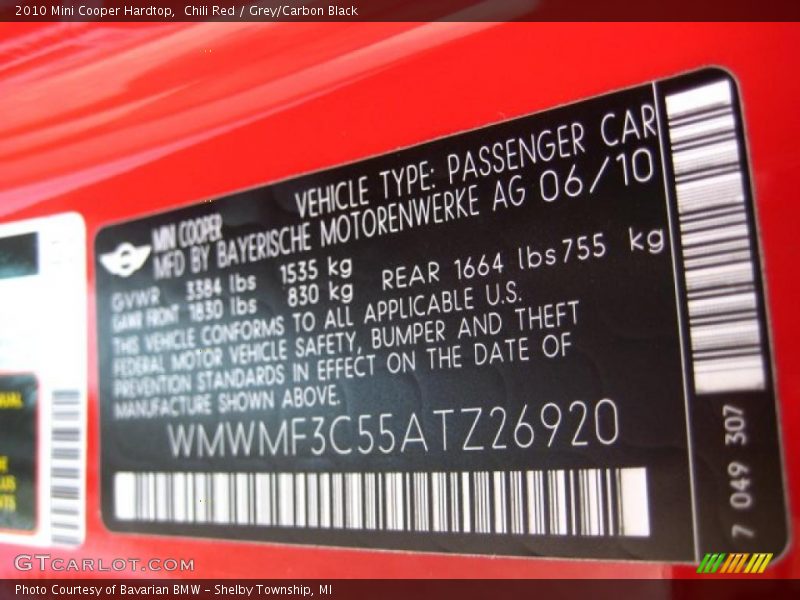 2010 Mini Cooper Hardtop,  Chili Red / Grey/Carbon Black
VEHICLE TYPE: PASSENGER CAR
MINI COOPER
MFD BY BAYERISCHE MOTORENWERKE AG 06/10
GVWR 3384 lbs 1535 kg
GAWR FRONT 1830 lbs 830 kg REAR 1664 lbs 755 kg
THIS VEHICLE CONFORMS TO ALL APPLICABLE U.S.
FEDERAL MOTOR VEHICLE SAFETY, BUMPER AND THEFT
PREVENTION STANDARDS IN EFFECT ON THE DATE OF
MANUFACTURE SHOWN ABOVE.
WMWMF3C55ATZ26920
7 049 307
GTCARLOT.COM
Photo Courtesy of Bavarian BMW – Shelby Township, MI